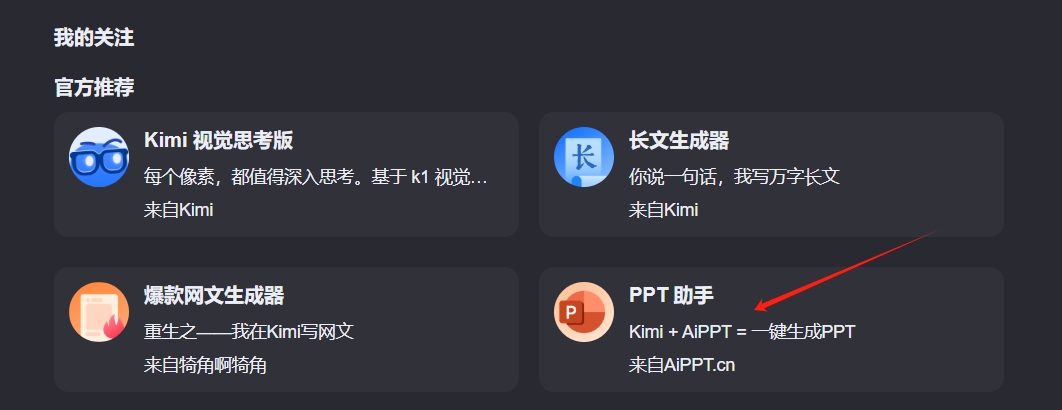 我的关注
官方推荐
Kimi 视觉思考版
每个像素，都值得深入思考。基于 k1 视觉…
来自Kimi
长
长文生成器
你说一句话，我写万字长文
来自Kimi
爆款网文生成器
重生之——我在Kimi写网文
来自犄角啊犄角
P
PPT 助手
Kimi + AiPPT = 一键生成PPT
来自AiPPT.cn